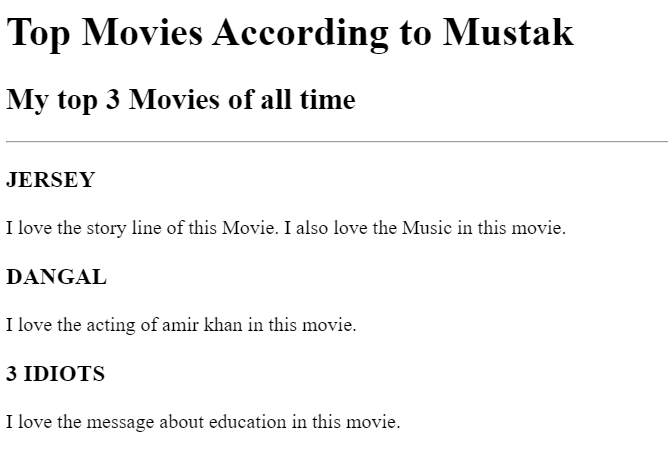 Top Movies According to Mustak
My top 3 Movies of all time
JERSEY
I love the story line of this Movie. I also love the Music in this movie.
DANGAL
I love the acting of amir khan in this movie.
3 IDIOTS
I love the message about education in this movie.